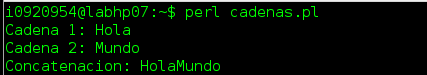 i0920954@labhp07:~$ perl cadenas.pl
Cadena 1: Hola
Cadena 2: Mundo
Concatenacion: HolaMundo